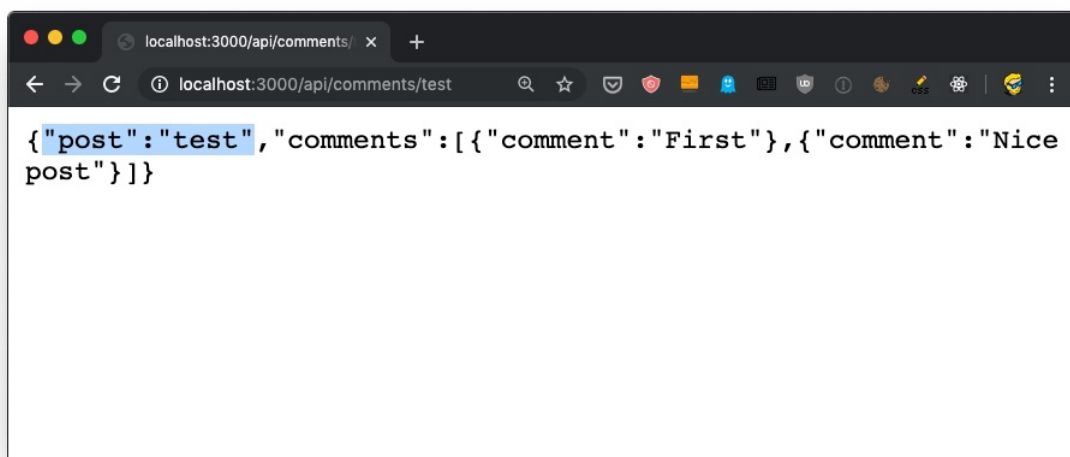 localhost:3000/api/comments/
localhost:3000/api/comments/test
{"post":"test","comments":[{"comment":"First"},{"comment":"Nice
post"}]}